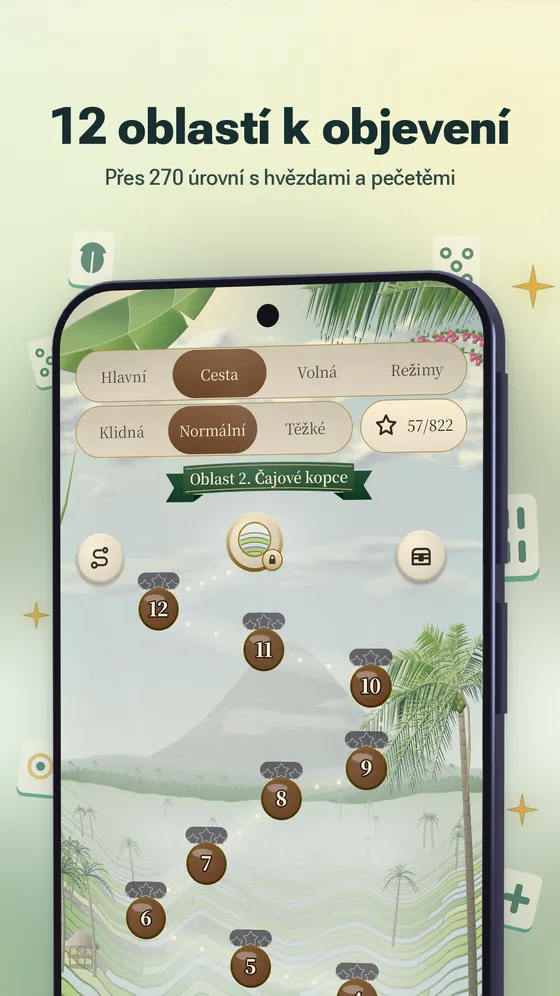 12 oblastí k objevení
Přes 270 úrovní s hvězdami a pečetěmi
Hlavní Cesta Volná Režimy
Klidná Normální Těžké 57/822
Oblast 2. Čajové kopce
12
11
10
9
8
7
6
5
4